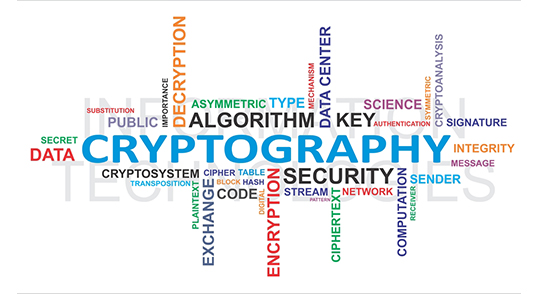 DECRYPTION
IMPORTANCE
SUBSTITUTION
PUBLIC
ASYMMETRIC
TYPE
MECHANISM
DATA CENTER
SCIENCE
SYMMETRIC
CRYPTOANALYSIS
INFORMATION
ALGORITHM
KEY
AUTHENTICATION
SIGNATURE
SECRET
DATA
CRYPTOGRAPHY
INTEGRITY
MESSAGE
TECHNOLOGIES
CRYPTOSYSTEM
CIPHER
TABLE
SECURITY
SENDER
TRANSPOSITION
BLOCK
HASH
PLAINTEXT
EXCHANGE
CODE
DIGITAL
ENCRYPTION
STREAM
PATTERN
NETWORK
CIPHERTEXT
COMPUTATION
RECEIVER